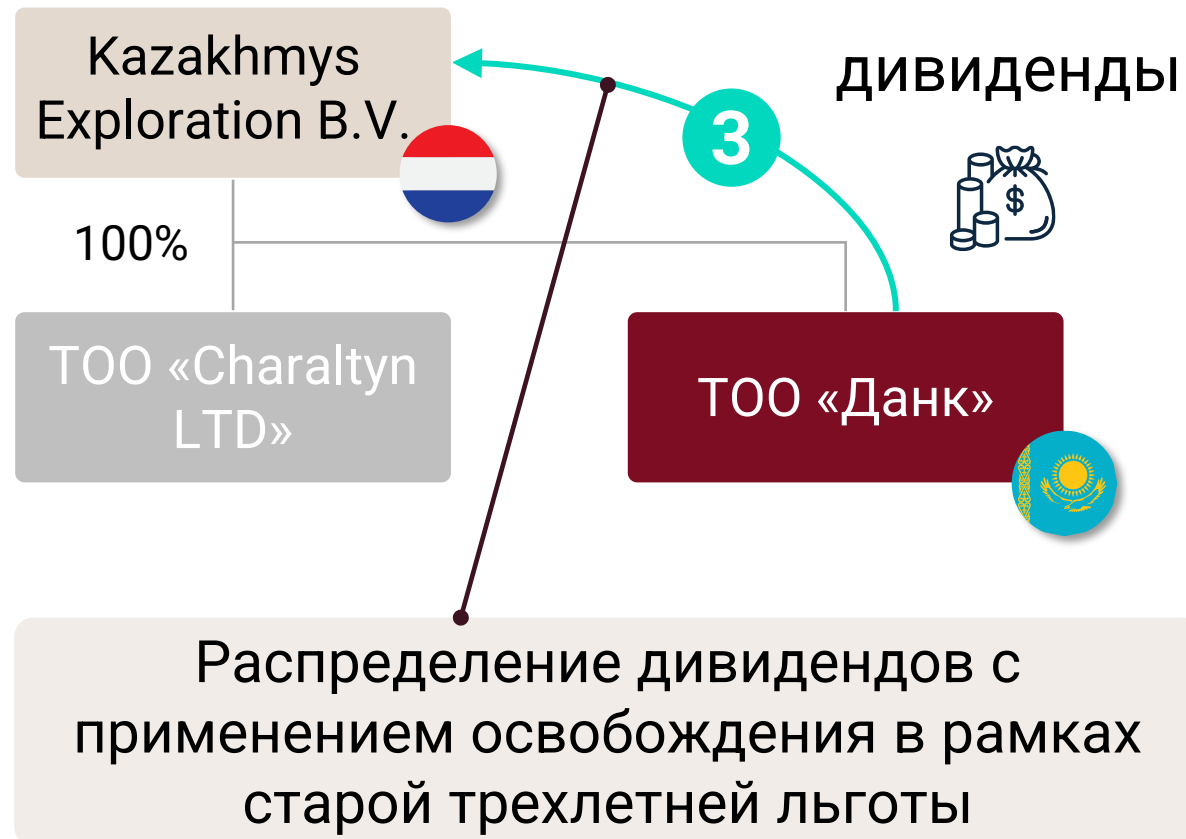 Kazakhmys
Exploration B.V.
дивиденды
3
$
100%
ТОО «Charaltyn
LTD»
ТОО «Данк»
Распределение дивидендов с
применением освобождения в рамках
старой трехлетней льготы